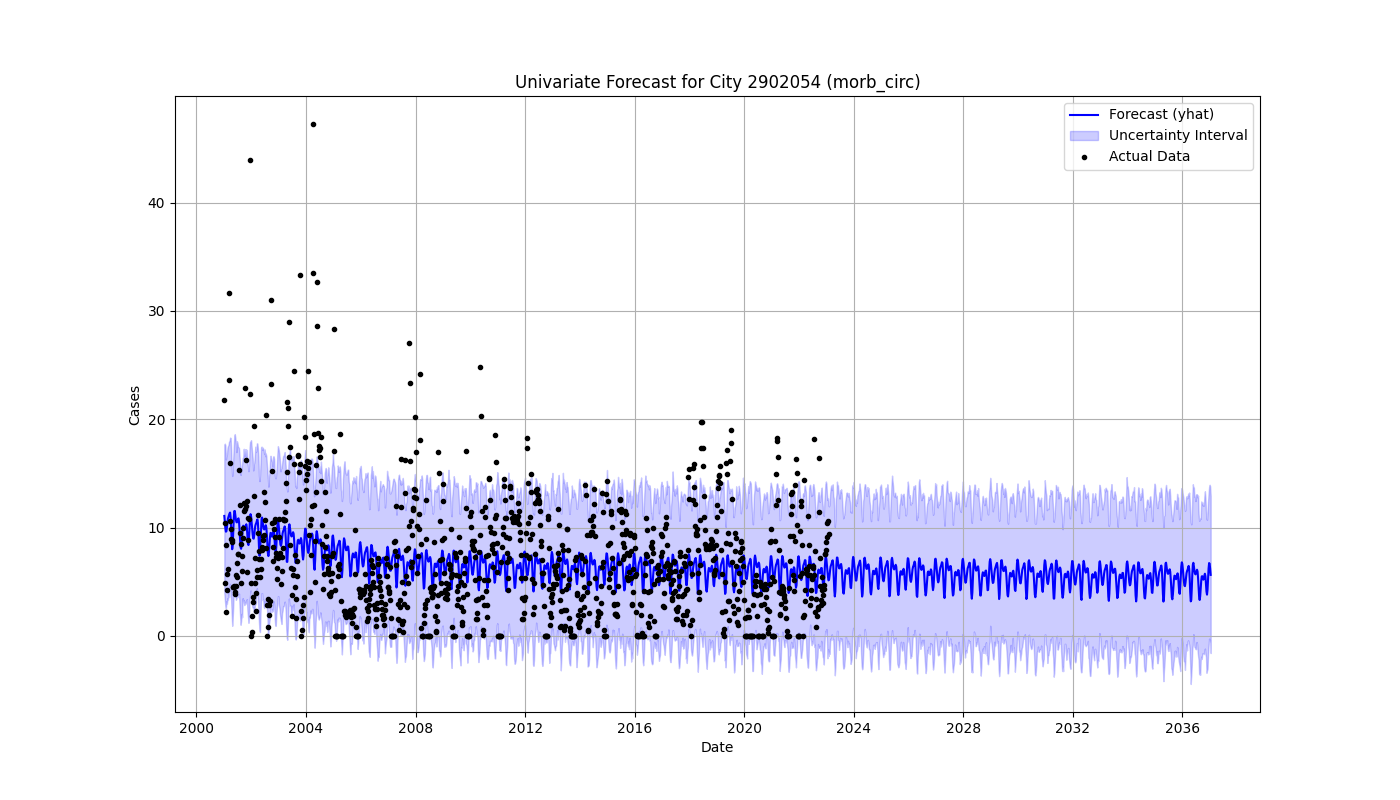 Univariate Forecast for City 2902054 (morb_circ)
Forecast (yhat)
Uncertainty Interval
Actual Data
Cases
40
30
20
10
0
2000 2004 2008 2012 2016 2020 2024 2028 2032 2036
Date